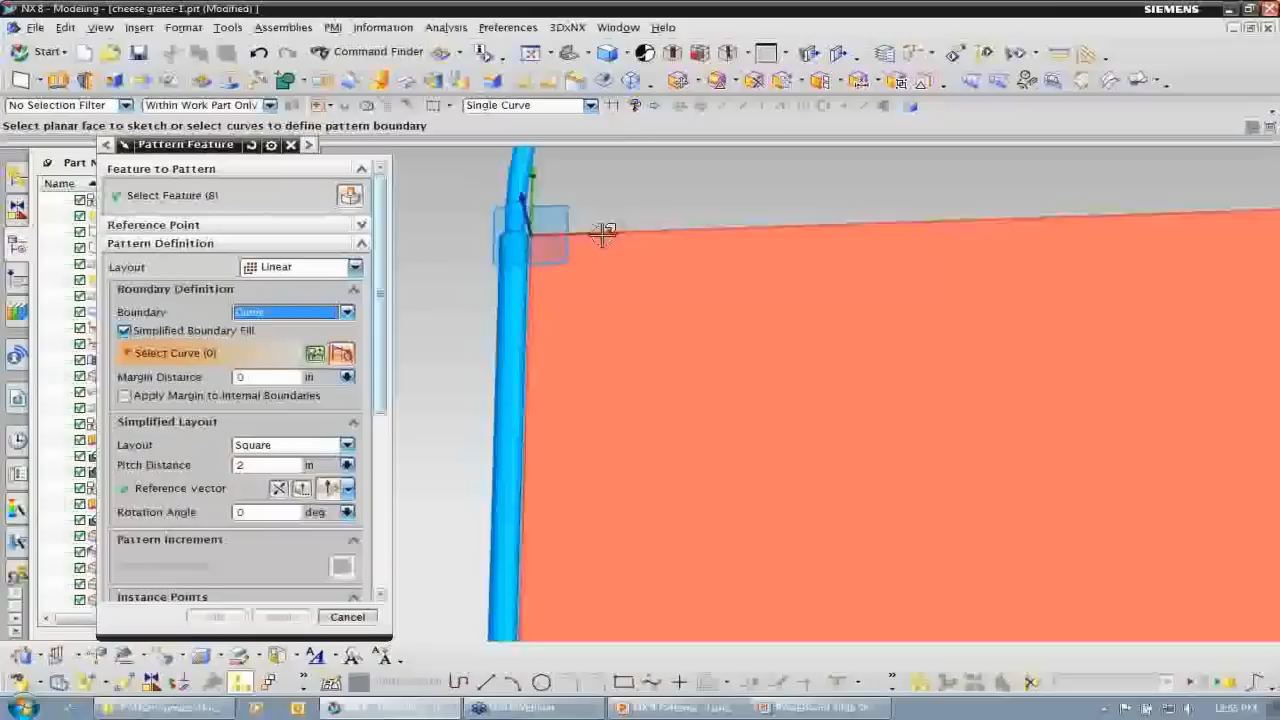 NX 8 - Modeling - [cheese grater-1.prt (Modified) ]
SIEMENS
File Edit View Insert Format Tools Assemblies PMI Information Analysis Preferences 3DxNX Window Help
Start
Command Finder
No Selection Filter Within Work Part Only Single Curve
Select planar face to sketch or select curves to define pattern boundary
Pattern Feature
Part N
Name
Feature to Pattern
Select Feature (8)
Reference Point
Pattern Definition
Layout Linear
Boundary Definition
Boundary Curve
Simplified Boundary Fill
* Select Curve (0)
Margin Distance 0 in
Apply Margin to Internal Boundaries
Simplified Layout
Layout Square
Pitch Distance 2 in
Reference Vector
Rotation Angle 0 deg
Pattern Increment
Instance Points
Cancel